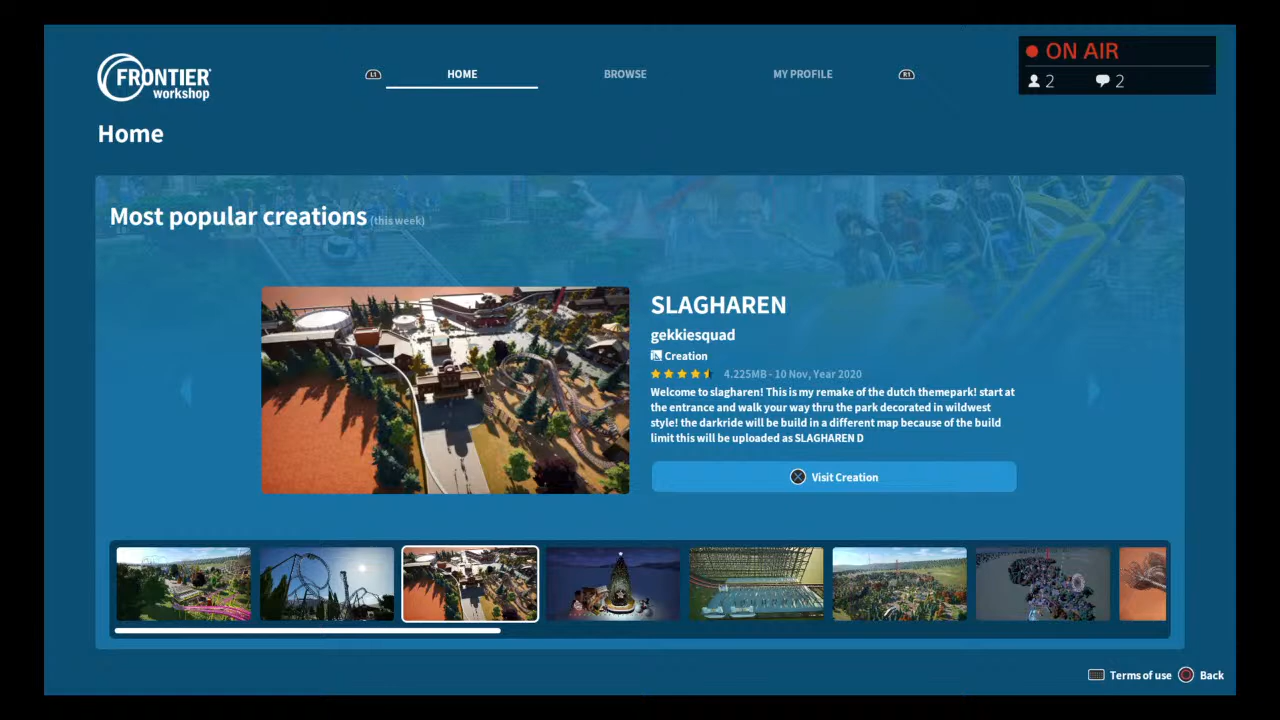 FRONTIER
workshop
L1
HOME
BROWSE
MY PROFILE
R1
ON AIR
2
2
Home
Most popular creations (this week)
SLAGHAREN
gekkiesquad
Creation
4.225MB - 10 Nov, Year 2020
Welcome to slagharen! This is my remake of the dutch themepark! start at
the entrance and walk your way thru the park decorated in wildwest
style! the darkride will be build in a different map because of the build
limit this will be uploaded as SLAGHAREN D
Visit Creation
Terms of use
Back